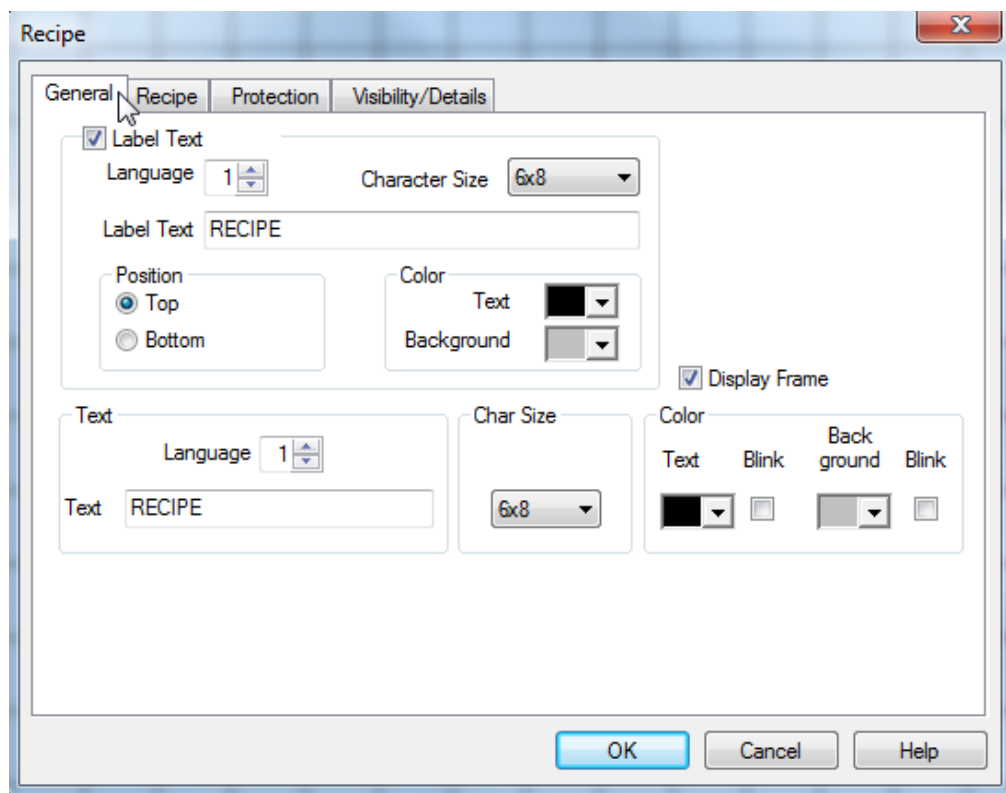 Recipe
General Recipe Protection Visibility/Details
Label Text
Language 1 Character Size 6x8
Label Text RECIPE
Position Color
Top Text
Bottom Background
Display Frame
Text Char Size Color
Language 1 Text Blink Back ground Blink
Text RECIPE 6x8
OK Cancel Help